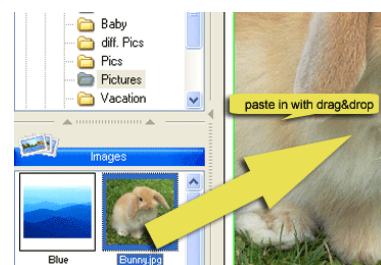 Baby
diff. Pics
Pics
Pictures
Vacation
paste in with drag&drop
Images
Blue
Bunny.jpg